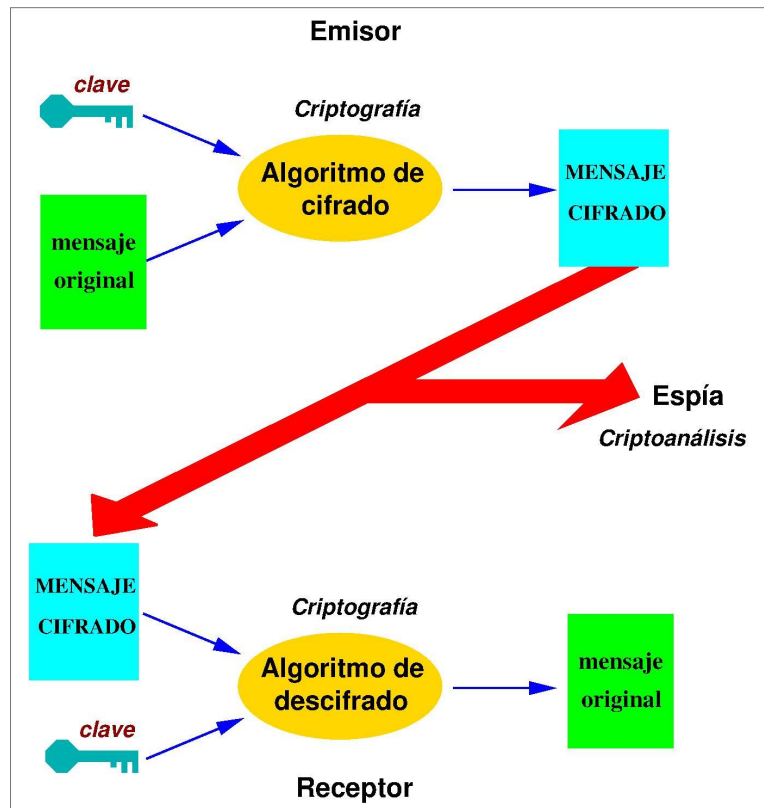 Emisor
clave
Criptografía
Algoritmo de
cifrado
MENSAJE
CIFRADO
mensaje
original
Espía
Criptoanálisis
MENSAJE
CIFRADO
Criptografía
Algoritmo de
descifrado
mensaje
original
clave
Receptor